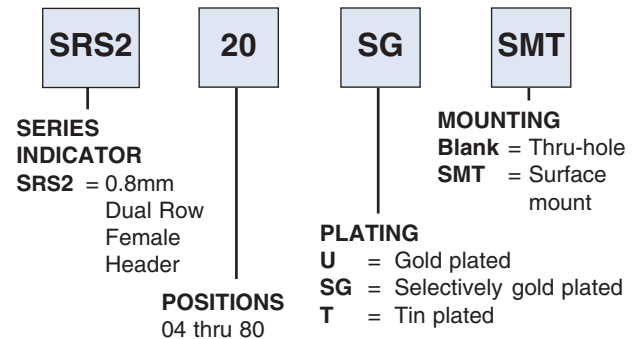 SRS2 20 SG SMT
SERIES
INDICATOR
SRS2 = 0.8mm
Dual Row
Female
Header
POSITIONS
04 thru 80
PLATING
U = Gold plated
SG = Selectively gold plated
T = Tin plated
MOUNTING
Blank = Thru-hole
SMT = Surface
mount